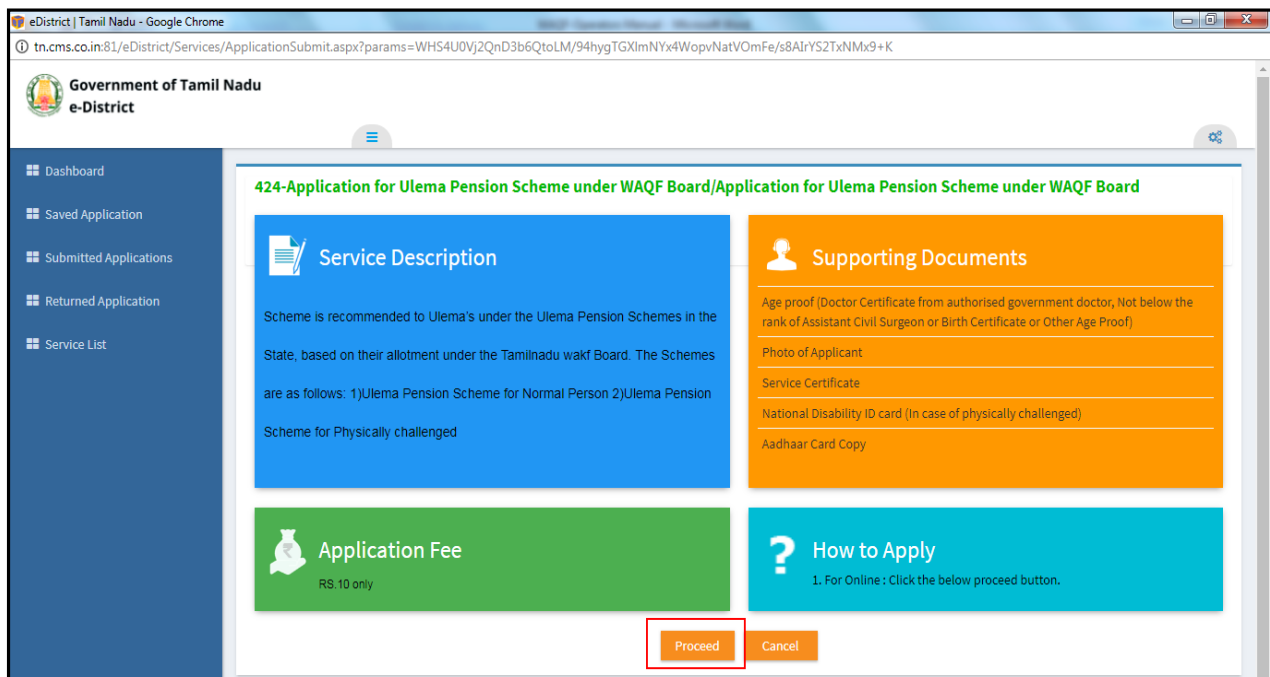 eDistrict | Tamil Nadu - Google Chrome
tn.cms.co.in:81/eDistrict/Services/ApplicationSubmit.aspx?params=WHS4U0Vj2QnD3b6QtoLM/94hygTGXlmNYx4WopvNatVOmFe/s8AIrYS2TxNMx9+K
Government of Tamil Nadu
e-District
Dashboard
Saved Application
Submitted Applications
Returned Application
Service List
424-Application for Ulema Pension Scheme under WAQF Board/Application for Ulema Pension Scheme under WAQF Board
Service Description
Scheme is recommended to Ulema's under the Ulema Pension Schemes in the
State, based on their allotment under the Tamilnadu wakf Board. The Schemes
are as follows: 1)Ulema Pension Scheme for Normal Person 2)Ulema Pension
Scheme for Physically challenged
Supporting Documents
Age proof (Doctor Certificate from authorised government doctor, Not below the
rank of Assistant Civil Surgeon or Birth Certificate or Other Age Proof)
Photo of Applicant
Service Certificate
National Disability ID card (In case of physically challenged)
Aadhaar Card Copy
Application Fee
RS.10 only
How to Apply
1. For Online : Click the below proceed button.
Proceed
Cancel